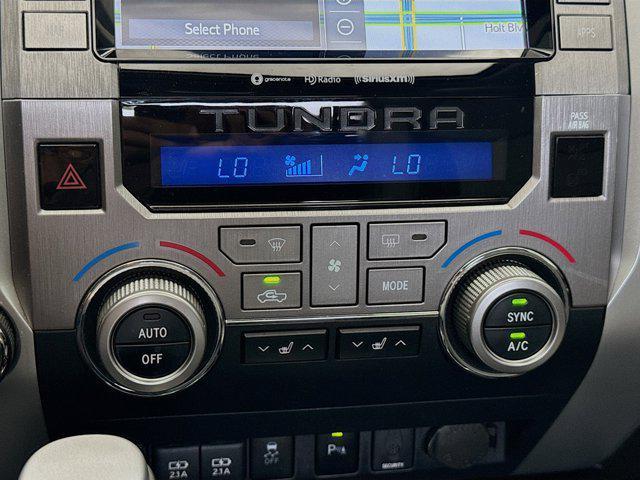 Select Phone
Holt Blv
APPS
gracenote
HD Radio
((SiriusXM))
TUNDRA
PASS
AIR BAG
LO
LO
MODE
AUTO
OFF
SYNC
A/C
2.1A
2.1A
OFF
P
SECURITY